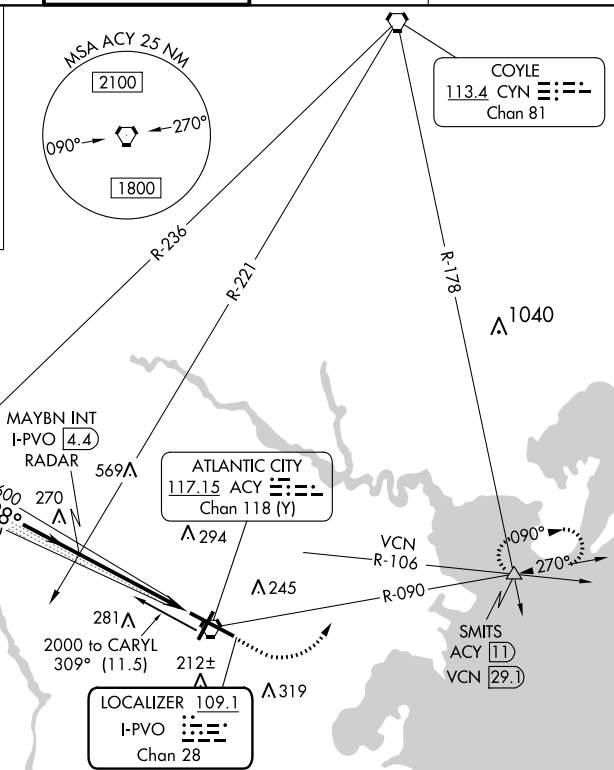 MSA ACY 25 NM
2100
090°
270°
1800
COYLE
113.4 CYN
Chan 81
R-236
R-221
R-178
1040
MAYBN INT
I-PVO 4.4
RADAR
569
ATLANTIC CITY
117.15 ACY
Chan 118 (Y)
270
294
VCN
R-106
090°
270°
245
R-090
281
2000 to CARYL
309° (11.5)
212±
319
SMITS
ACY 11
VCN 29.1
LOCALIZER 109.1
I-PVO
Chan 28